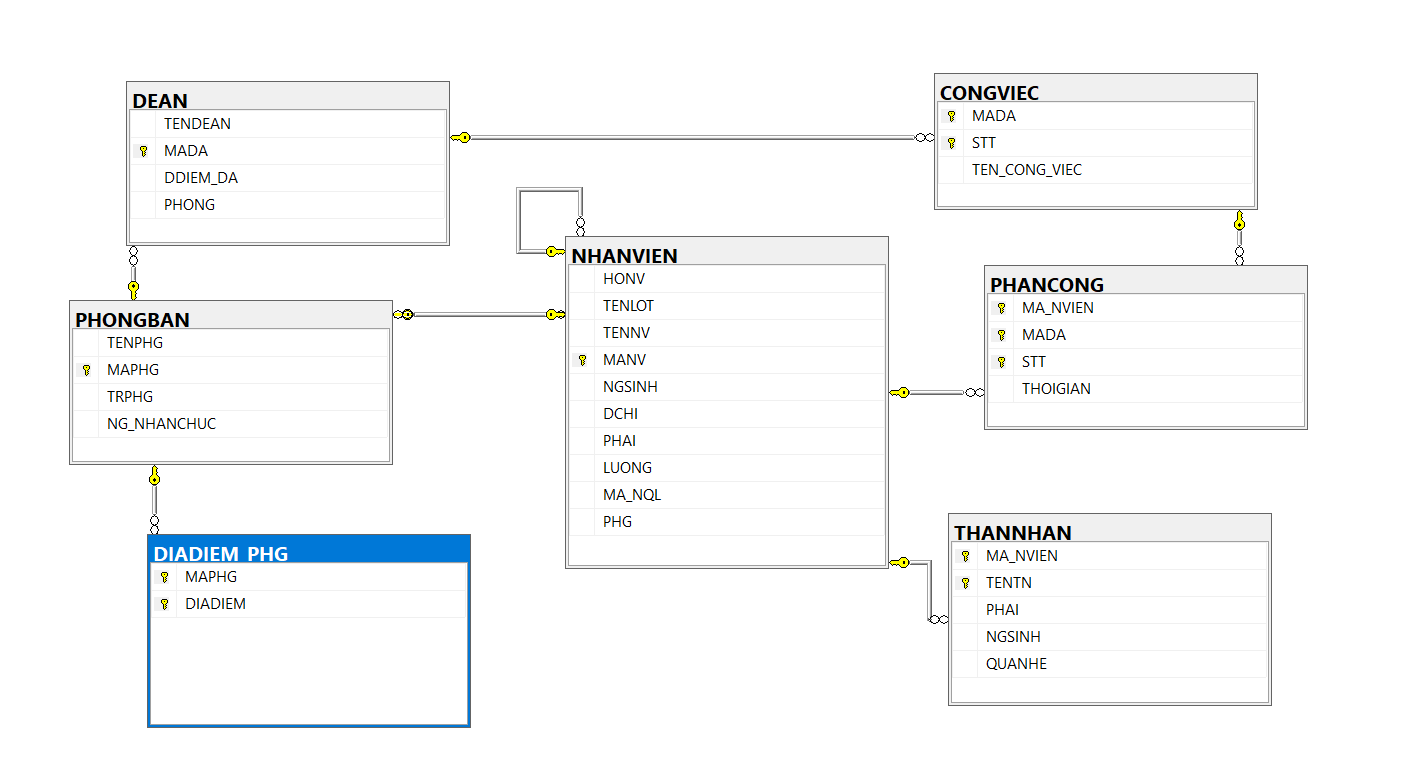 DEAN
TENDEAN
MADA
DDIEM_DA
PHONG
CONGVIEC
MADA
STT
TEN_CONG_VIEC
NHANVIEN
HONV
TENLOT
TENNV
MANV
NGSINH
DCHI
PHAI
LUONG
MA_NQL
PHG
PHANCONG
MA_NVIEN
MADA
STT
THOIGIAN
PHONGBAN
TENPHG
MAPHG
TRPHG
NG_NHANCHUC
DIADIEM_PHG
MAPHG
DIADIEM
THANNHAN
MA_NVIEN
TENTN
PHAI
NGSINH
QUANHE